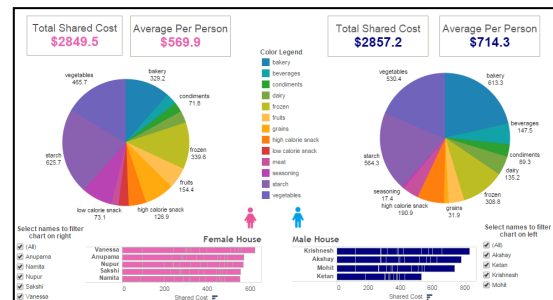 Total Shared Cost
$2849.5
Average Per Person
$569.9
Total Shared Cost
$2857.2
Average Per Person
$714.3
Color Legend
bakery
beverages
condiments
dairy
frozen
fruits
grains
high calorie snack
low calorie snack
meat
seasoning
starch
vegetables
vegetables
465.7
bakery
329.2
condiments
71.8
frozen
339.6
fruits
154.4
high calorie snack
126.9
low calorie snack
73.1
starch
625.7
vegetables
530.4
bakery
613.3
beverages
147.5
condiments
69.3
dairy
135.2
frozen
308.8
grains
31.9
high calorie snack
190.9
seasoning
17.4
starch
564.3
Select names to filter
chart on right
(All)
Anupama
Namita
Nupur
Sakshi
Vanessa
Female House
Vanessa
Anupama
Nupur
Sakshi
Namita
0 200 400 600
Shared Cost
Male House
Krishnesh
Akshay
Mohit
Ketan
0 200 400 600 800
Shared Cost
Select names to filter
chart on left
(All)
Akshay
Ketan
Krishnesh
Mohit